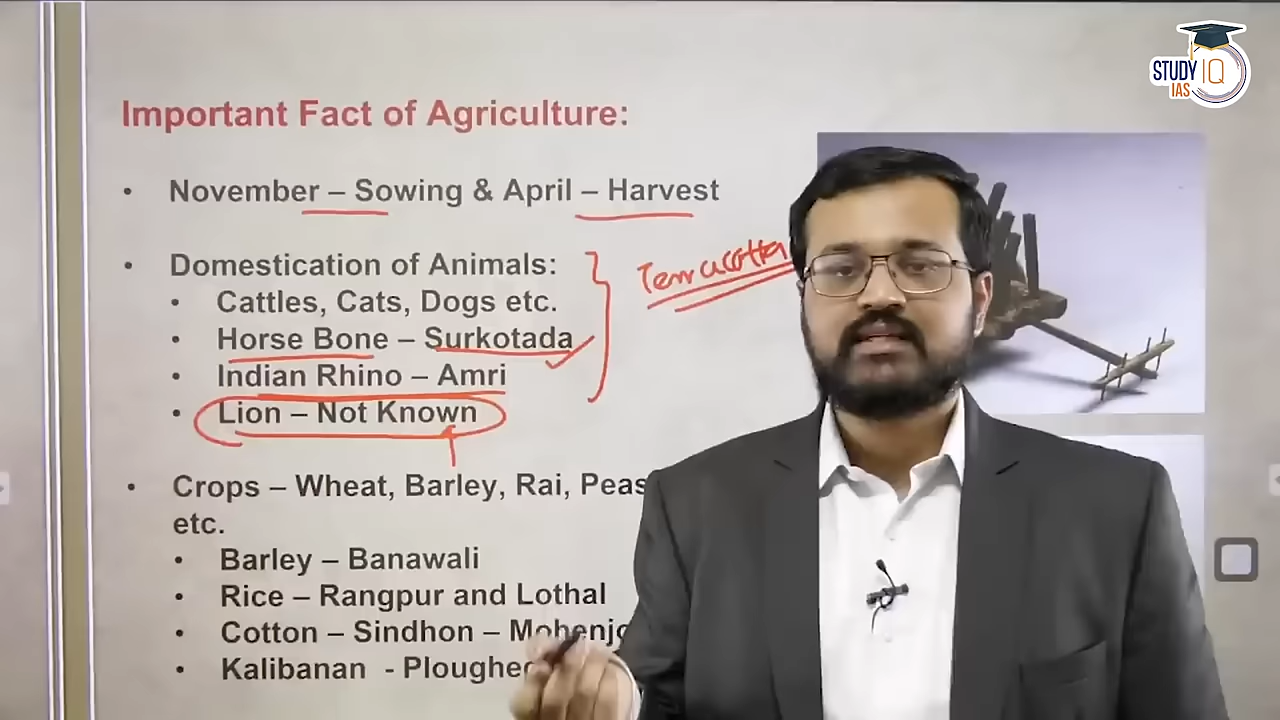 STUDY IQ
IAS
Important Fact of Agriculture:
• November – Sowing & April – Harvest
• Domestication of Animals:
• Cattles, Cats, Dogs etc.
• Horse Bone – Surkotada
• Indian Rhino – Amri
• Lion – Not Known
Terracotta
• Crops – Wheat, Barley, Rai, Peas
etc.
• Barley – Banawali
• Rice – Rangpur and Lothal
• Cotton – Sindhon – Mohenjo
• Kalibanan - Ploughed